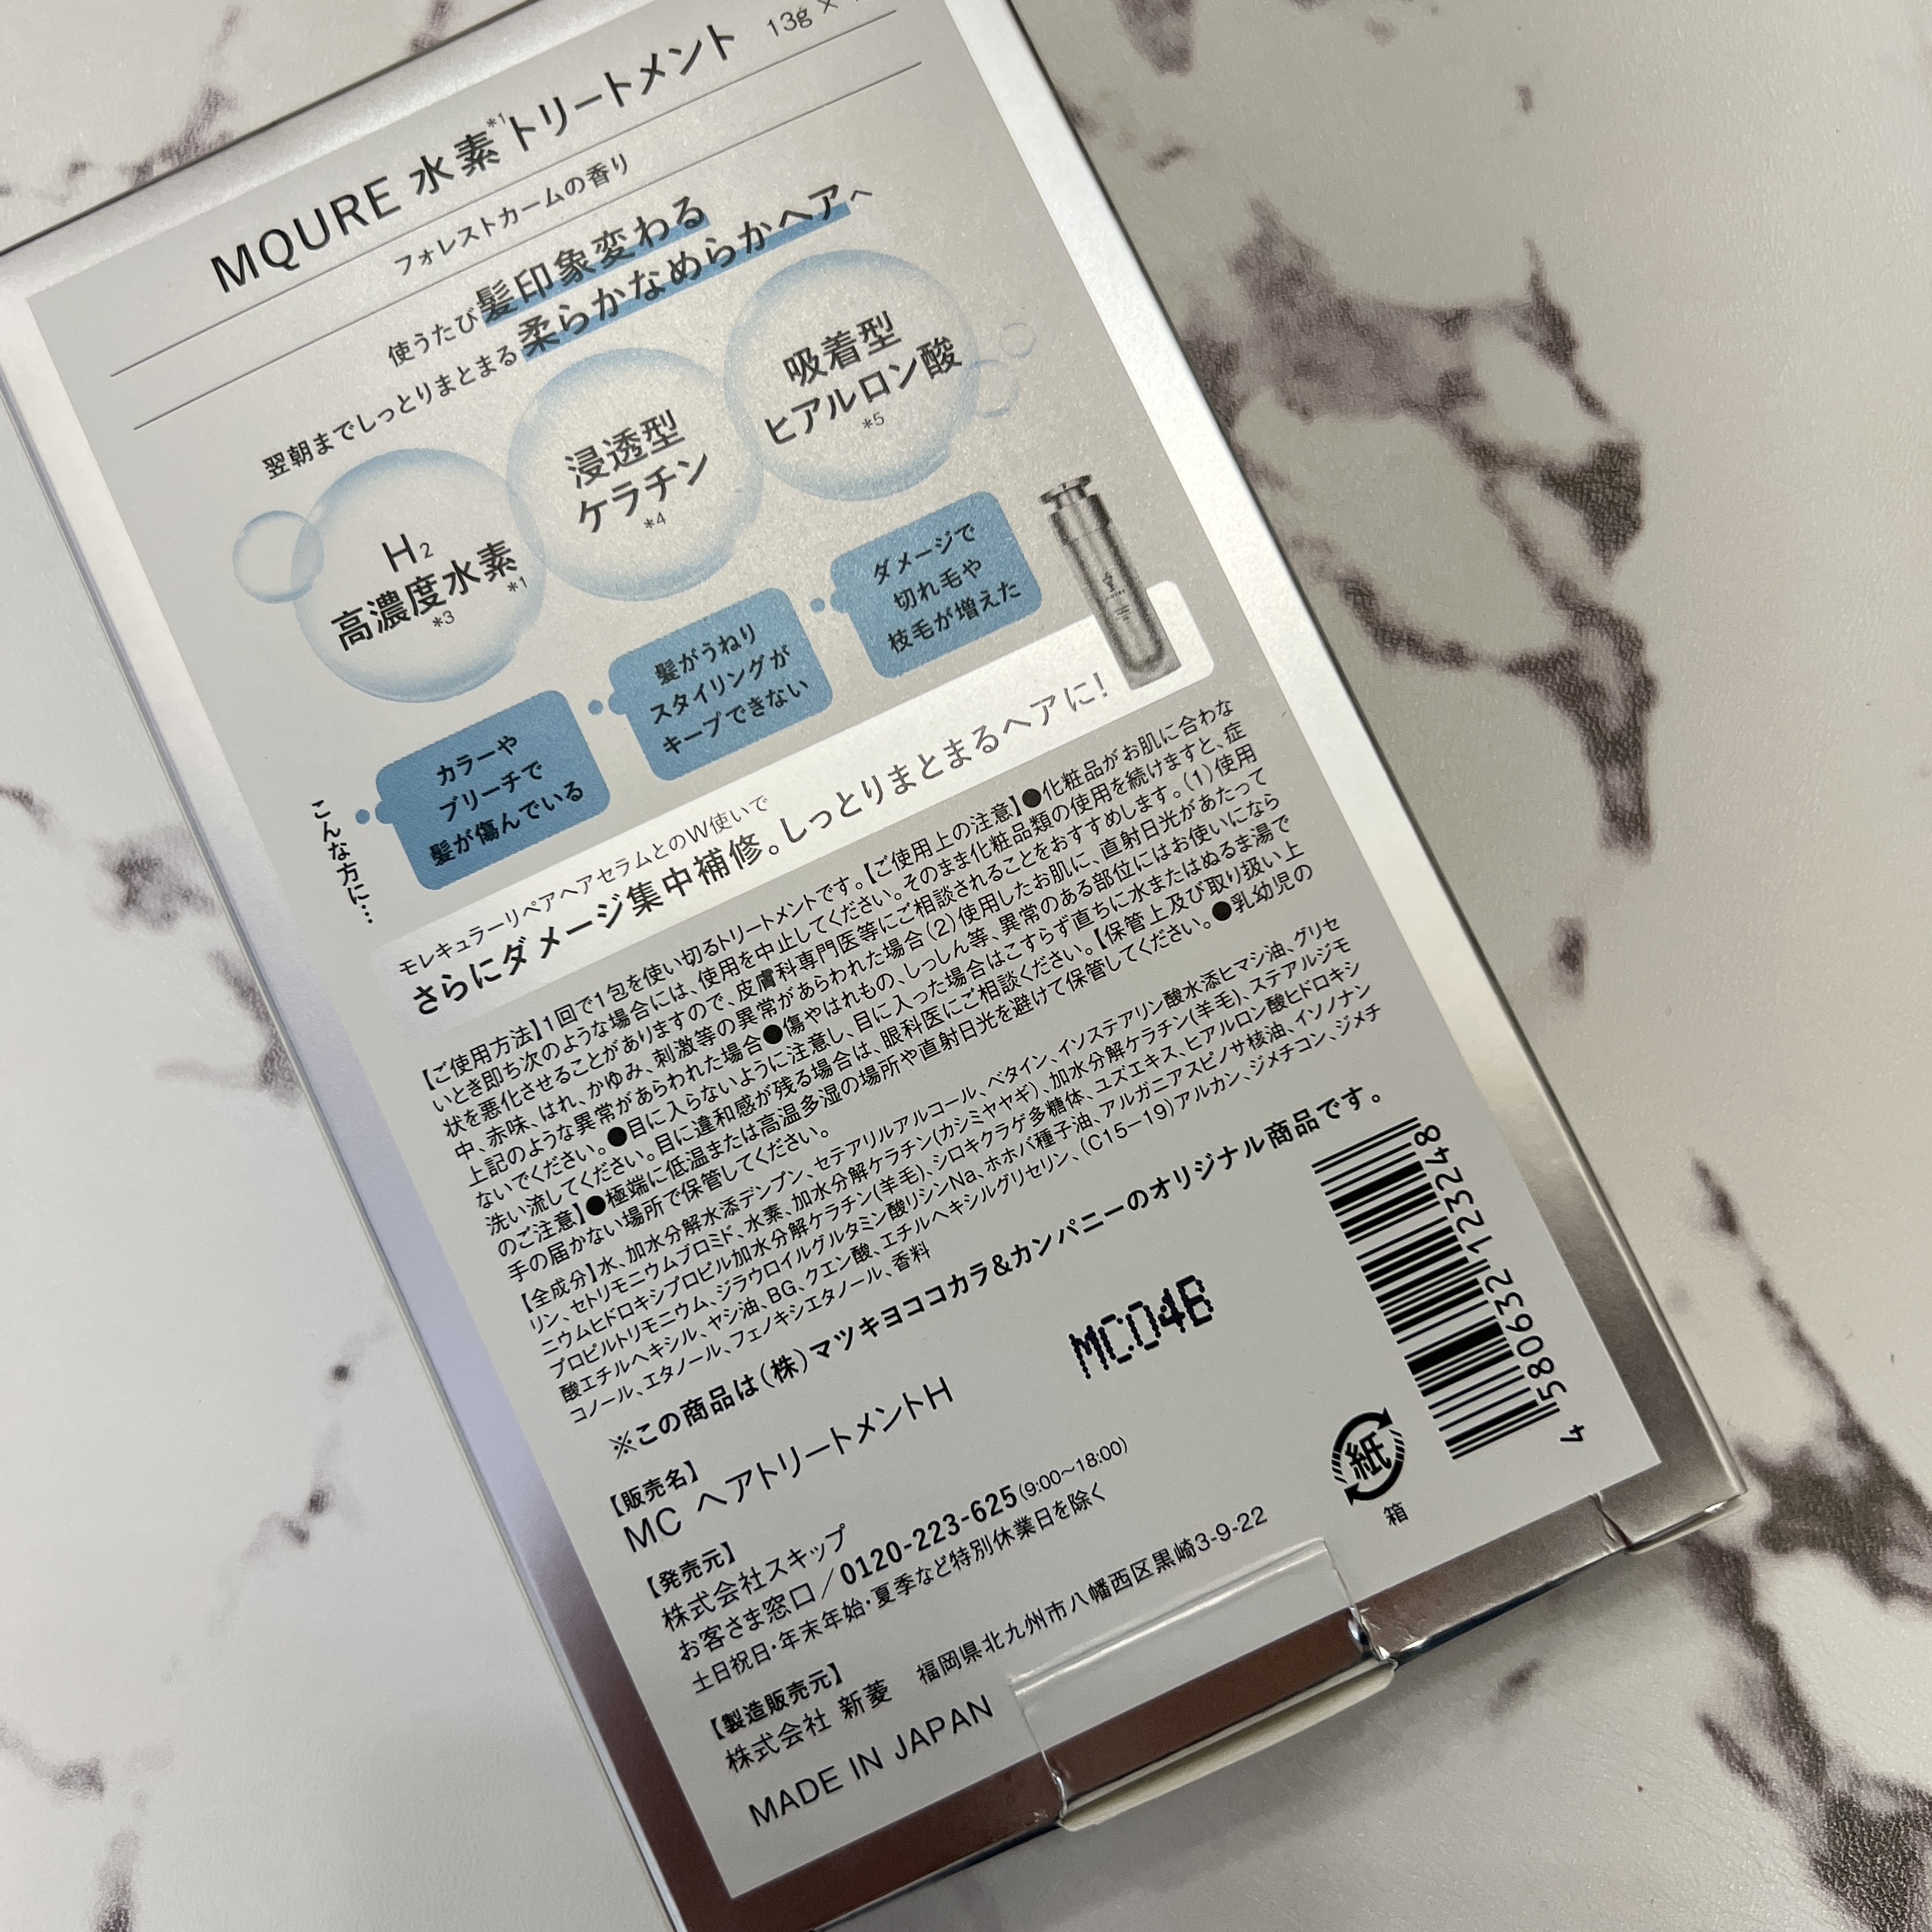 MQURE 水素*1トリートメント 13g ×
フォレストカームの香り
使うたび髪印象変わる
翌朝までしっとりまとまる柔らかなめらかヘアへ
H2
高濃度水素
*3 *1
浸透型
ケラチン
*4
吸着型
ヒアルロン酸
*5
こんな方に…
カラーや
ブリーチで
髪が傷んでいる
髪がうねり
スタイリングが
キープできない
ダメージで
切れ毛や
枝毛が増えた
モレキュラーリペアヘアセラムとのW使いで
さらにダメージ集中補修。しっとりまとまるヘアに!
【ご使用方法】1回で1包を使い切るトリートメントです。【ご使用上の注意】●化粧品がお肌に合わな
いとき即ち次のような場合には、使用を中止してください。そのまま化粧品類の使用を続けますと、症
状を悪化させることがありますので、皮膚科専門医等にご相談されることをおすすめします。(1)使用
中、赤味、はれ、かゆみ、刺激等の異常があらわれた場合(2)使用したお肌に、直射日光があたって
上記のような異常があらわれた場合●傷やはれもの、しっしん等、異常のある部位にはお使いになら
ないでください。●目に入らないように注意し、目に入った場合はこすらず直ちに水またはぬるま湯で
洗い流してください。目に違和感が残る場合は、眼科医にご相談ください。【保管上及び取り扱い上
のご注意】●極端に低温または高温多湿の場所や直射日光を避けて保管してください。●乳幼児の
手の届かない場所で保管してください。
【全成分】水、加水分解水添デンプン、セテアリルアルコール、ベタイン、イソステアリン酸水添ヒマシ油、グリセ
リン、セトリモニウムブロミド、水素、加水分解ケラチン(カシミヤヤギ)、加水分解ケラチン(羊毛)、ステアルジモ
ニウムヒドロキシプロピル加水分解ケラチン(羊毛)、シロキクラゲ多糖体、ユズエキス、ヒアルロン酸ヒドロキシ
プロピルトリモニウム、ジラウロイルグルタミン酸リシンNa、ホホバ種子油、アルガニアスピノサ核油、イソノナン
酸エチルヘキシル、ヤシ油、BG、クエン酸、エチルヘキシルグリセリン、(C15-19)アルカン、ジメチコン、ジメチ
コノール、エタノール、フェノキシエタノール、香料
※この商品は(株)マツキヨココカラ&カンパニーのオリジナル商品です。
【販売名】
MC ヘアトリートメントH
MC04B
【発売元】
株式会社スキップ
お客さま窓口/0120-223-625(9:00〜18:00)
土日祝日・年末年始・夏季など特別休業日を除く
【製造販売元】
株式会社 新菱 福岡県北九州市八幡西区黒崎3-9-22
MADE IN JAPAN
4 580632 123248
紙
箱